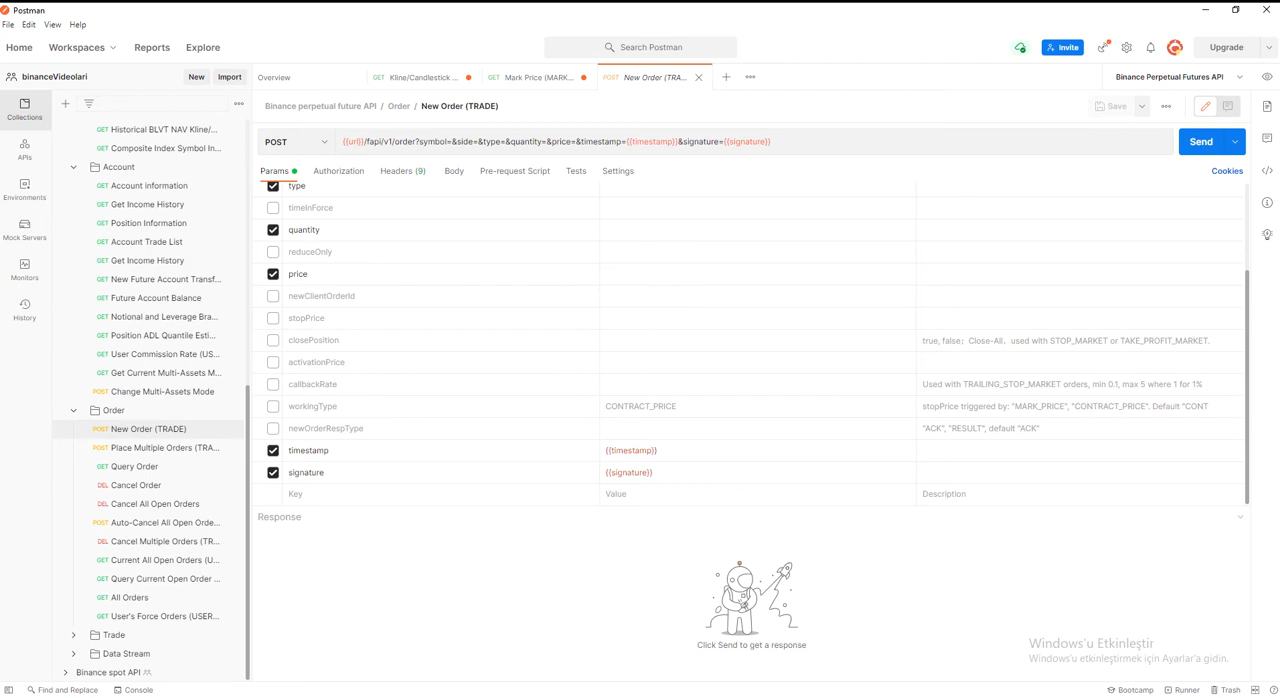 Postman
File Edit View Help
Home Workspaces Reports Explore
Search Postman
Invite
Upgrade
binanceVideolari
New Import
Overview
GET Kline/Candlestick ...
GET Mark Price (MARK...
POST New Order (TRA...
Binance Perpetual Futures API
Collections
APIs
Environments
Mock Servers
Monitors
History
GET Historical BLVT NAV Kline/...
GET Composite Index Symbol In...
Account
GET Account information
GET Get Income History
GET Position Information
GET Account Trade List
GET Get Income History
GET New Future Account Transf...
GET Future Account Balance
GET Notional and Leverage Bra...
GET Position ADL Quantile Esti...
GET User Commission Rate (US...
GET Get Current Multi-Assets M...
POST Change Multi-Assets Mode
Order
POST New Order (TRADE)
POST Place Multiple Orders (TRA...
GET Query Order
DEL Cancel Order
DEL Cancel All Open Orders
POST Auto-Cancel All Open Orde...
DEL Cancel Multiple Orders (TR...
GET Current All Open Orders (U...
GET Query Current Open Order ...
GET All Orders
GET User's Force Orders (USER...
Trade
Data Stream
Binance spot API
Binance perpetual future API / Order / New Order (TRADE)
Save
POST
{{url}}/fapi/v1/order?symbol=&side=&type=&quantity=&price=&timestamp={{timestamp}}&signature={{signature}}
Send
Params Authorization Headers (9) Body Pre-request Script Tests Settings
Cookies
type
timeInForce
quantity
reduceOnly
price
newClientOrderId
stopPrice
closePosition true, false; Close-All, used with STOP_MARKET or TAKE_PROFIT_MARKET.
activationPrice
callbackRate Used with TRAILING_STOP_MARKET orders, min 0.1, max 5 where 1 for 1%
workingType CONTRACT_PRICE stopPrice triggered by: "MARK_PRICE", "CONTRACT_PRICE". Default "CONT
newOrderRespType "ACK", "RESULT", default "ACK"
timestamp {{timestamp}}
signature {{signature}}
Key Value Description
Response
Click Send to get a response
Windows'u Etkinleştir
Windows'u etkinleştirmek için Ayarlar'a gidin.
Find and Replace Console
Bootcamp Runner Trash